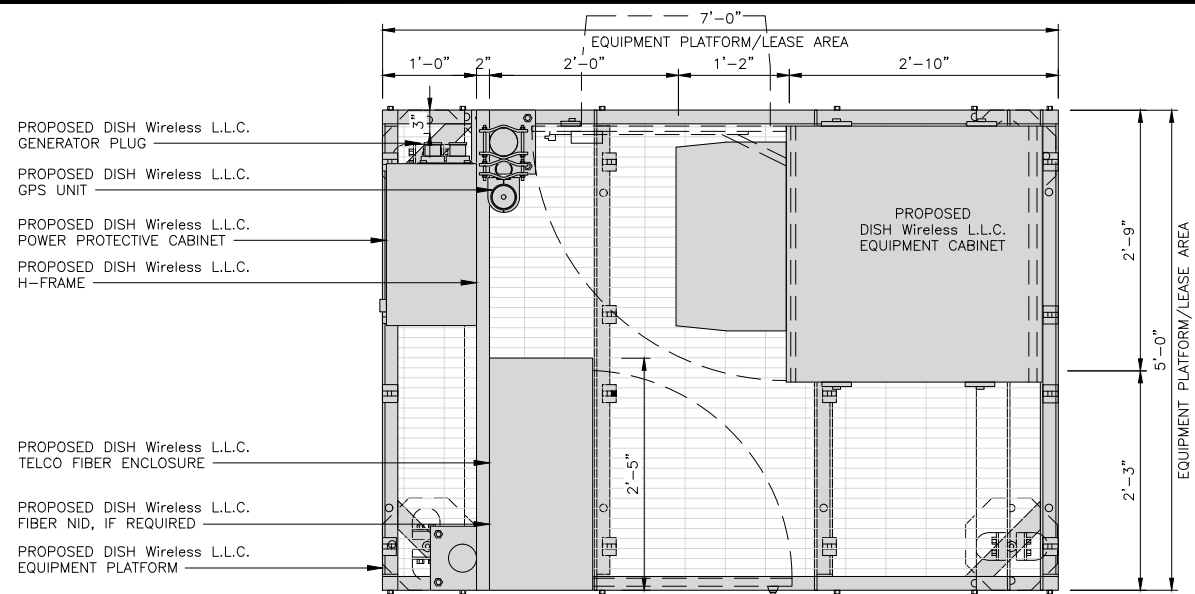 7'-0"
EQUIPMENT PLATFORM/LEASE AREA
1'-0" 2" 2'-0" 1'-2" 2'-10"
3"
PROPOSED DISH Wireless L.L.C.
GENERATOR PLUG
PROPOSED DISH Wireless L.L.C.
GPS UNIT
PROPOSED DISH Wireless L.L.C.
POWER PROTECTIVE CABINET
PROPOSED DISH Wireless L.L.C.
H-FRAME
PROPOSED
DISH Wireless L.L.C.
EQUIPMENT CABINET
2'-9"
5'-0"
EQUIPMENT PLATFORM/LEASE AREA
2'-3"
2'-5"
PROPOSED DISH Wireless L.L.C.
TELCO FIBER ENCLOSURE
PROPOSED DISH Wireless L.L.C.
FIBER NID, IF REQUIRED
PROPOSED DISH Wireless L.L.C.
EQUIPMENT PLATFORM